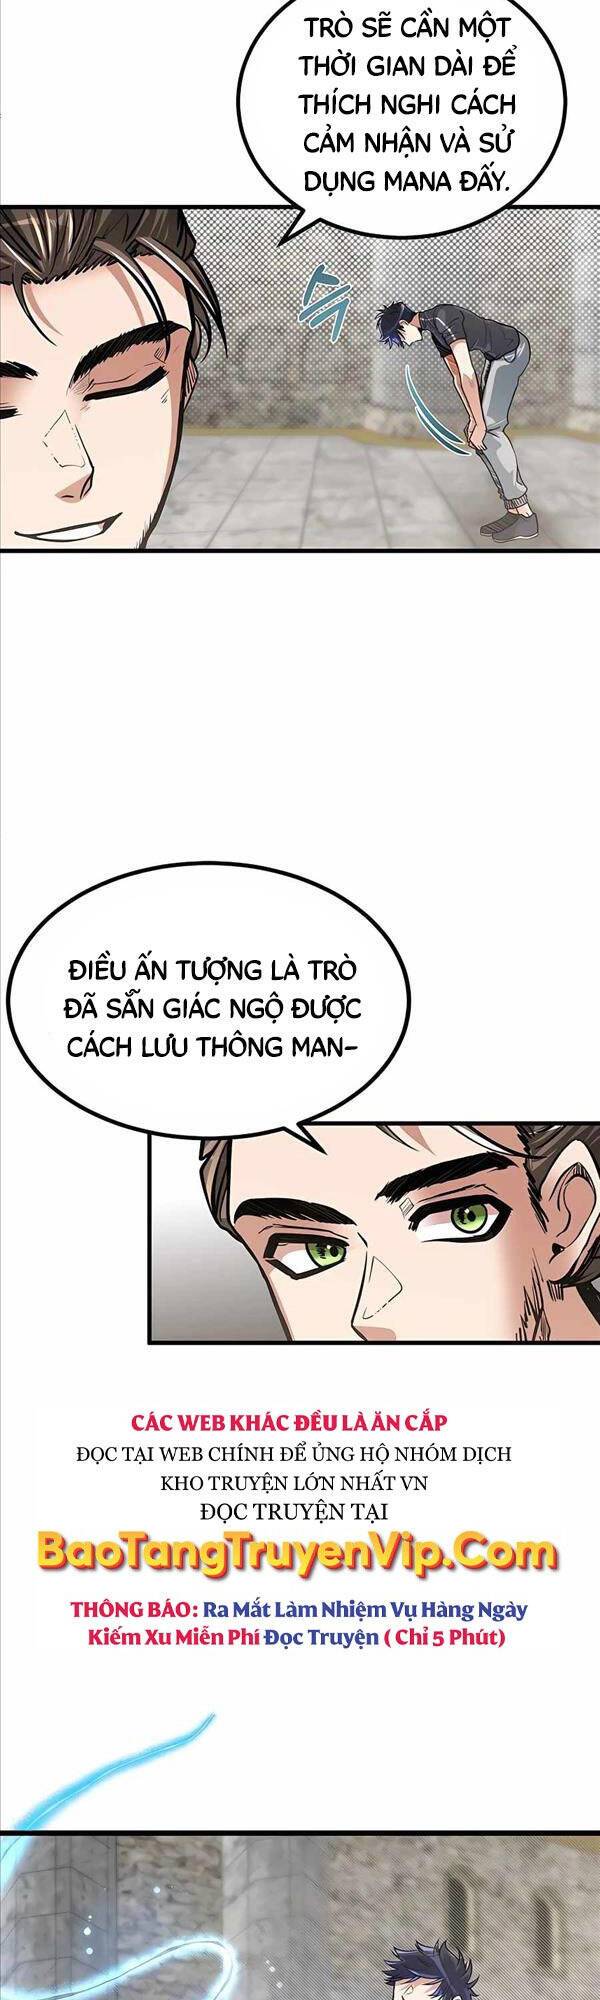 TRÒ SẼ CẦN MỘT
THỜI GIAN DÀI ĐỂ
THÍCH NGHI CÁCH
CẢM NHẬN VÀ SỬ
DỤNG MANA ĐẤY.
ĐIỀU ẤN TƯỢNG LÀ TRÒ
ĐÃ SẴN GIÁC NGỘ ĐƯỢC
CÁCH LƯU THÔNG MAN-
CÁC WEB KHÁC ĐỀU LÀ ĂN CẮP
ĐỌC TẠI WEB CHÍNH ĐỂ ỦNG HỘ NHÓM DỊCH
KHO TRUYỆN LỚN NHẤT VN
ĐỌC TRUYỆN TẠI
BaoTangTruyenVip.Com
THÔNG BÁO: Ra Mắt Làm Nhiệm Vụ Hàng Ngày
Kiếm Xu Miễn Phí Đọc Truyện ( Chỉ 5 Phút)